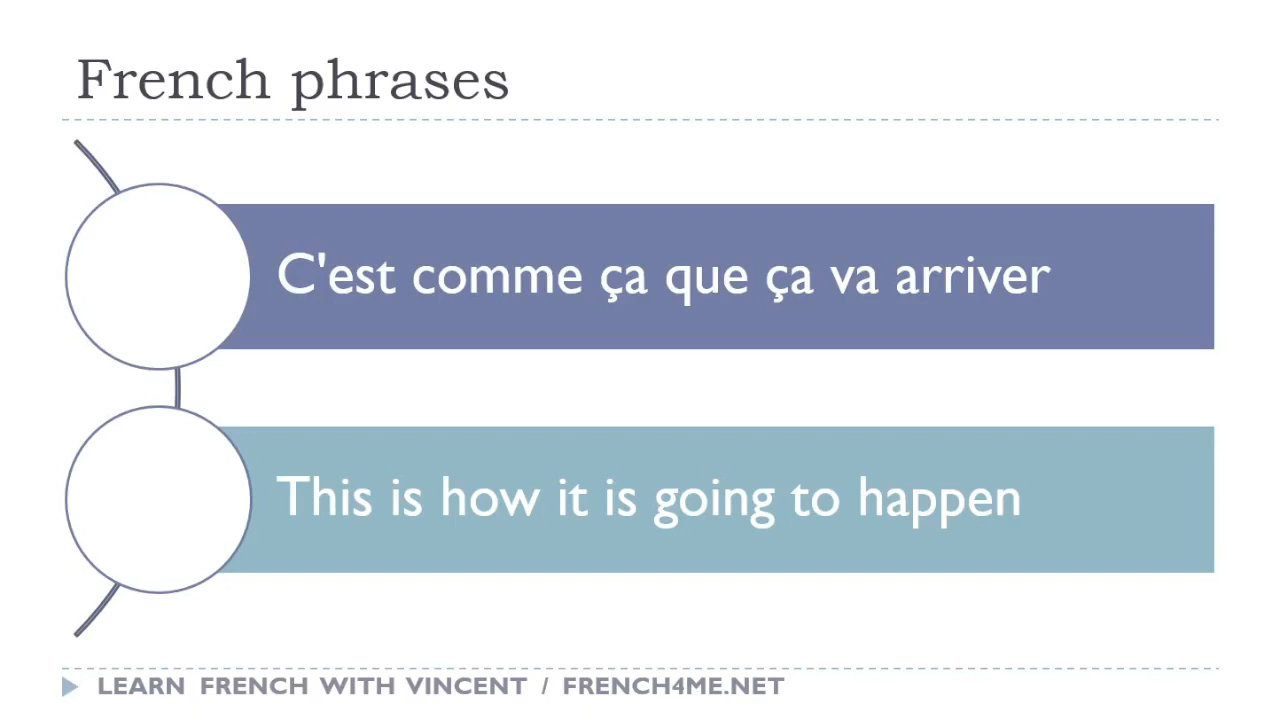 French phrases
C'est comme ça que ça va arriver
This is how it is going to happen
LEARN FRENCH WITH VINCENT / FRENCH4ME.NET